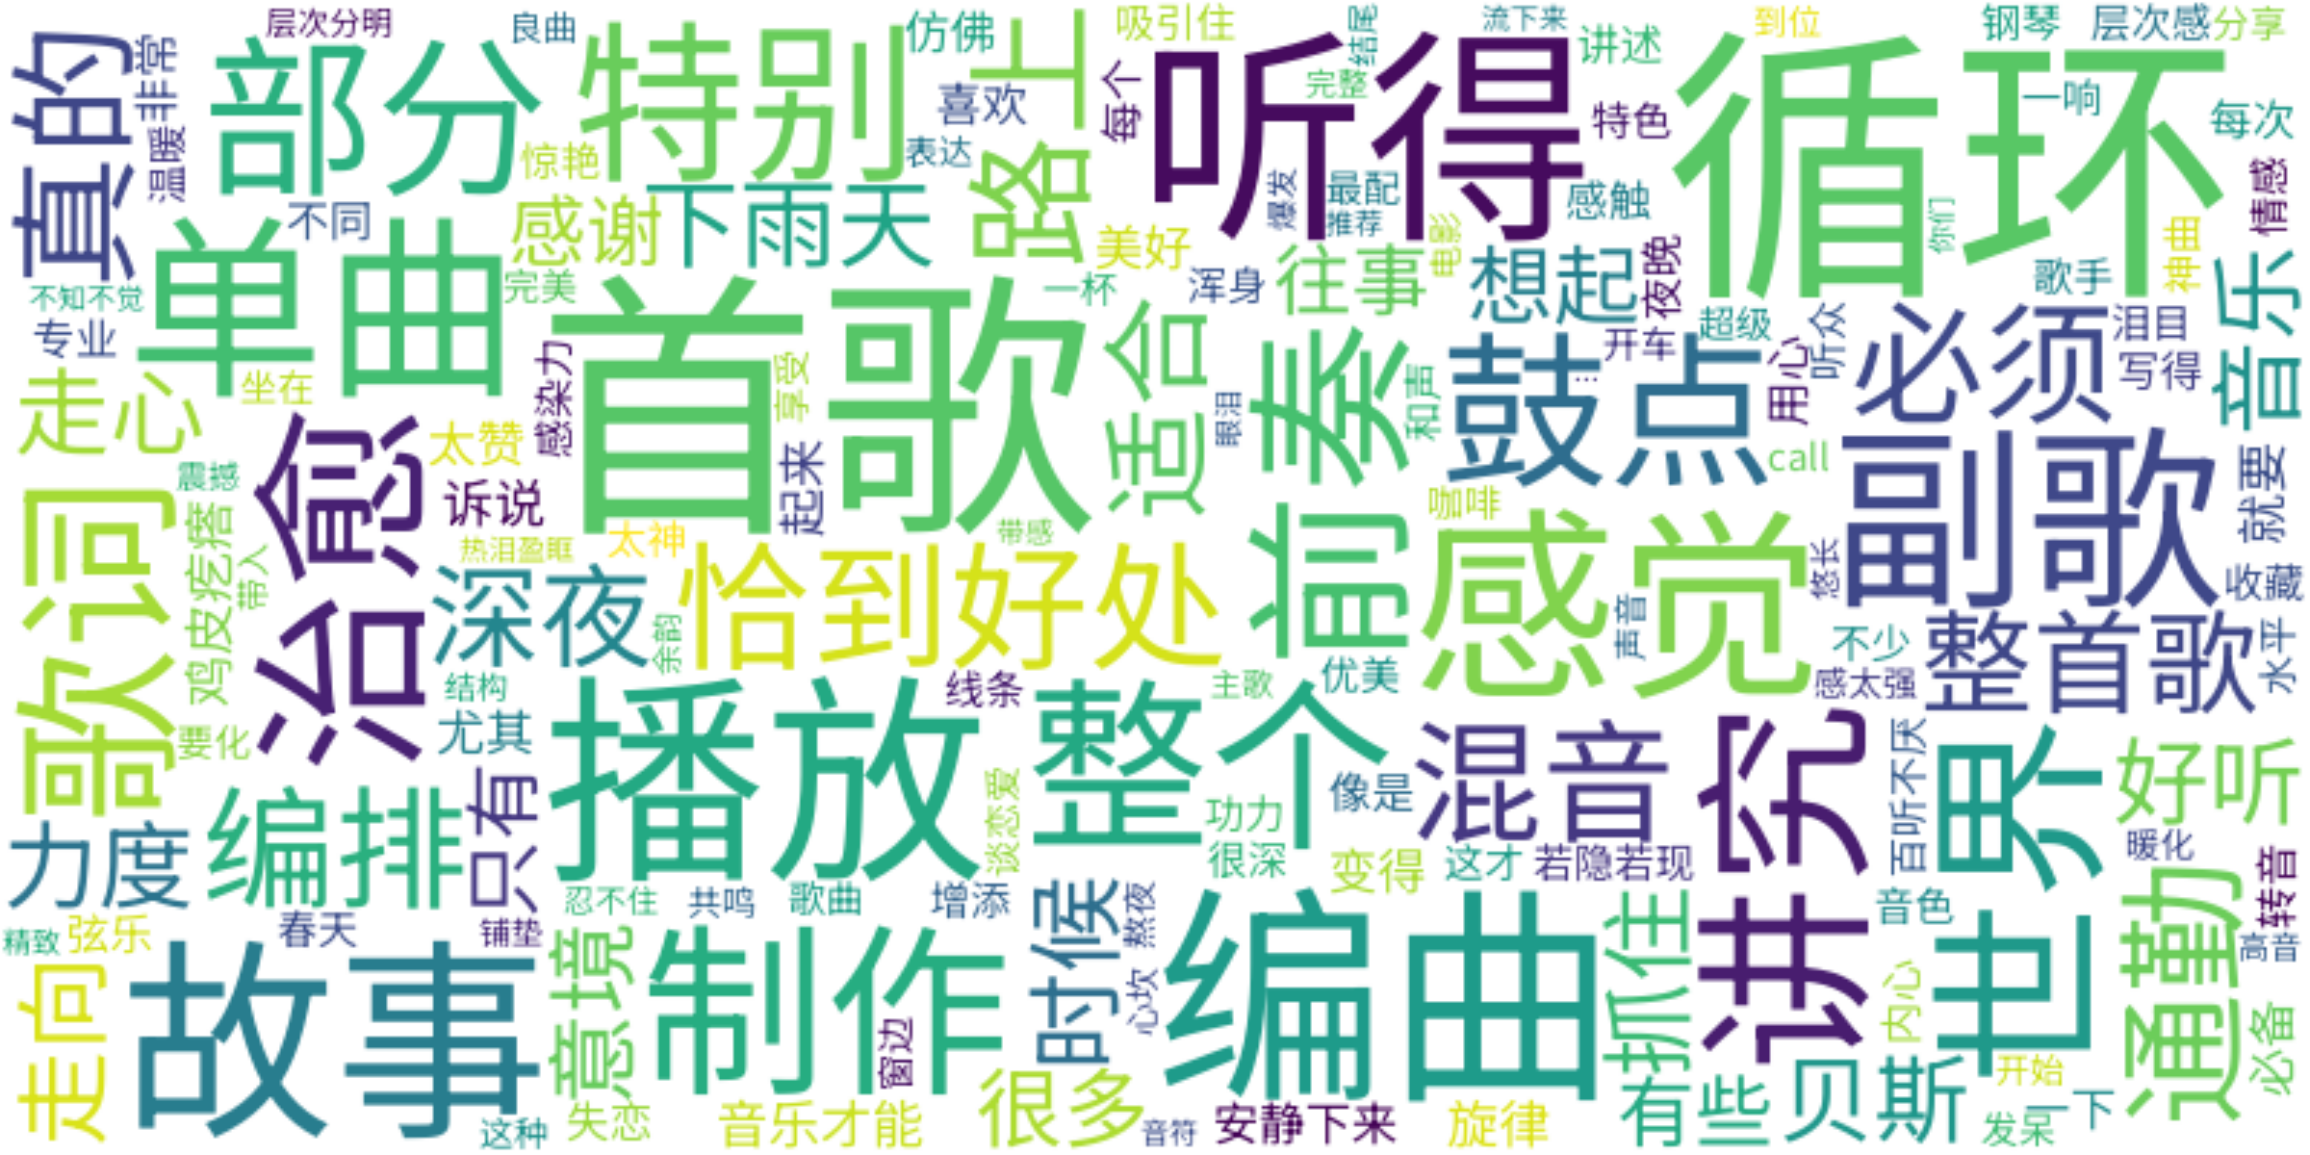 真的
非常
层次分明
部分
良曲
特别
仿佛
路上
吸引住
听得
结尾
流下来
讲述
到位
循环
钢琴
层次感
分享
温暖
惊艳
表达
喜欢
每个
完整
特色
一响
每次
不同
感谢
下雨天
美好
爆发
最配
推荐
感触
你们
神曲
情感
不知不觉
单曲
完美
一杯
浑身
往事
电影
想起
夜晚
歌手
音乐
专业
首歌
适合
前奏
鼓点
开车
超级
听众
必须
泪目
写得
走心
坐在
感染力
享受
眼泪
和声
用心
call
治愈
太赞
诉说
起来
咖啡
副歌
就要
歌词
震撼
鸡皮疙瘩
带入
热泪盈眶
太神
带感
感觉
悠长
收藏
深夜
余韵
恰到好处
声音
不少
整首歌
水平
结构
线条
主歌
优美
感太强
要化
尤其
播放
整个
像是
混音
讲究
百听不厌
世界
好听
力度
编排
只有
谈恋爱
功力
很深
变得
这才
若隐若现
暖化
转音
忍不住
共鸣
歌曲
增添
时候
熬夜
音色
通勤
高音
精致
弦乐
春天
铺垫
走向
故事
意境
制作
窗边
心坎
编曲
抓住
内心
必备
开始
这种
失恋
音乐才能
很多
音符
安静下来
旋律
有些
贝斯
发呆
一下